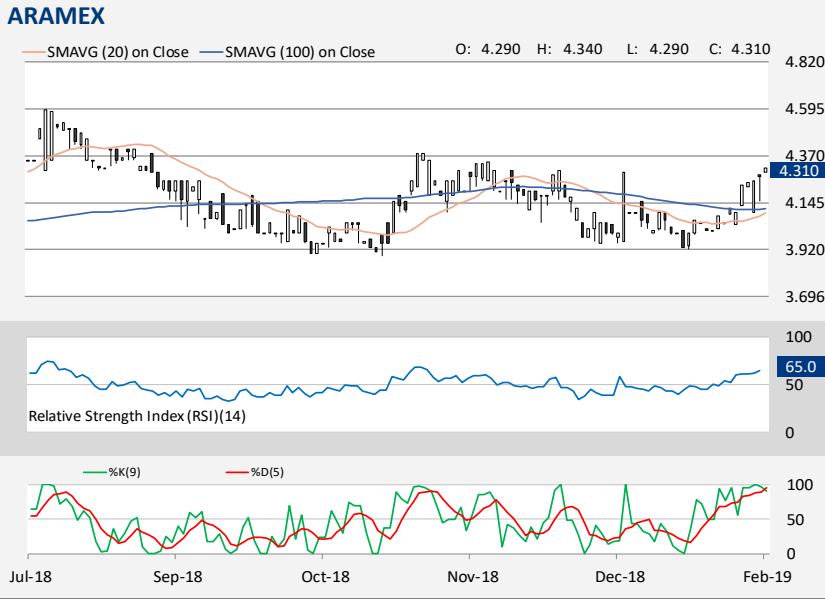 ARAMEX
SMAVG (20) on Close SMAVG (100) on Close O: 4.290 H: 4.340 L: 4.290 C: 4.310
4.820
4.595
4.370
4.310
4.145
3.920
3.696
100
65.0
50
Relative Strength Index (RSI)(14)
0
%K(9) %D(5)
100
50
0
Jul-18 Sep-18 Oct-18 Nov-18 Dec-18 Feb-19